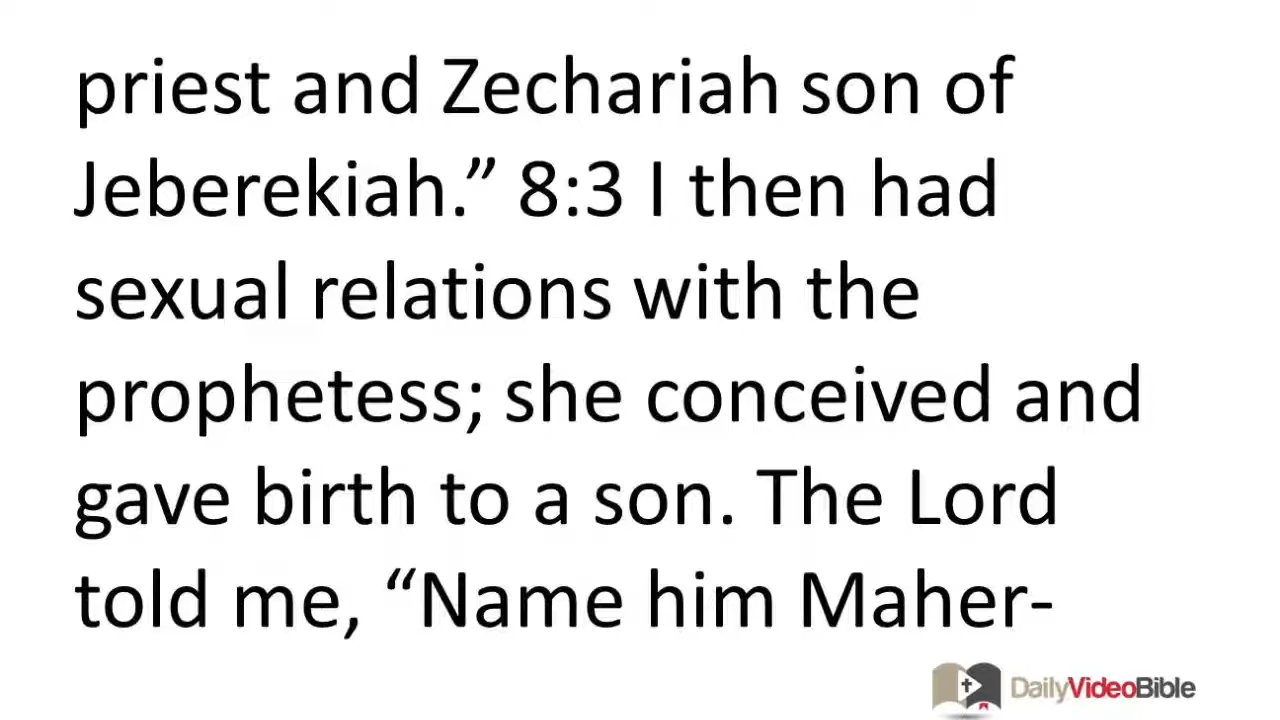 priest and Zechariah son of
Jeberekiah.” 8:3 I then had
sexual relations with the
prophetess; she conceived and
gave birth to a son. The Lord
told me, “Name him Maher-
DailyVideoBible